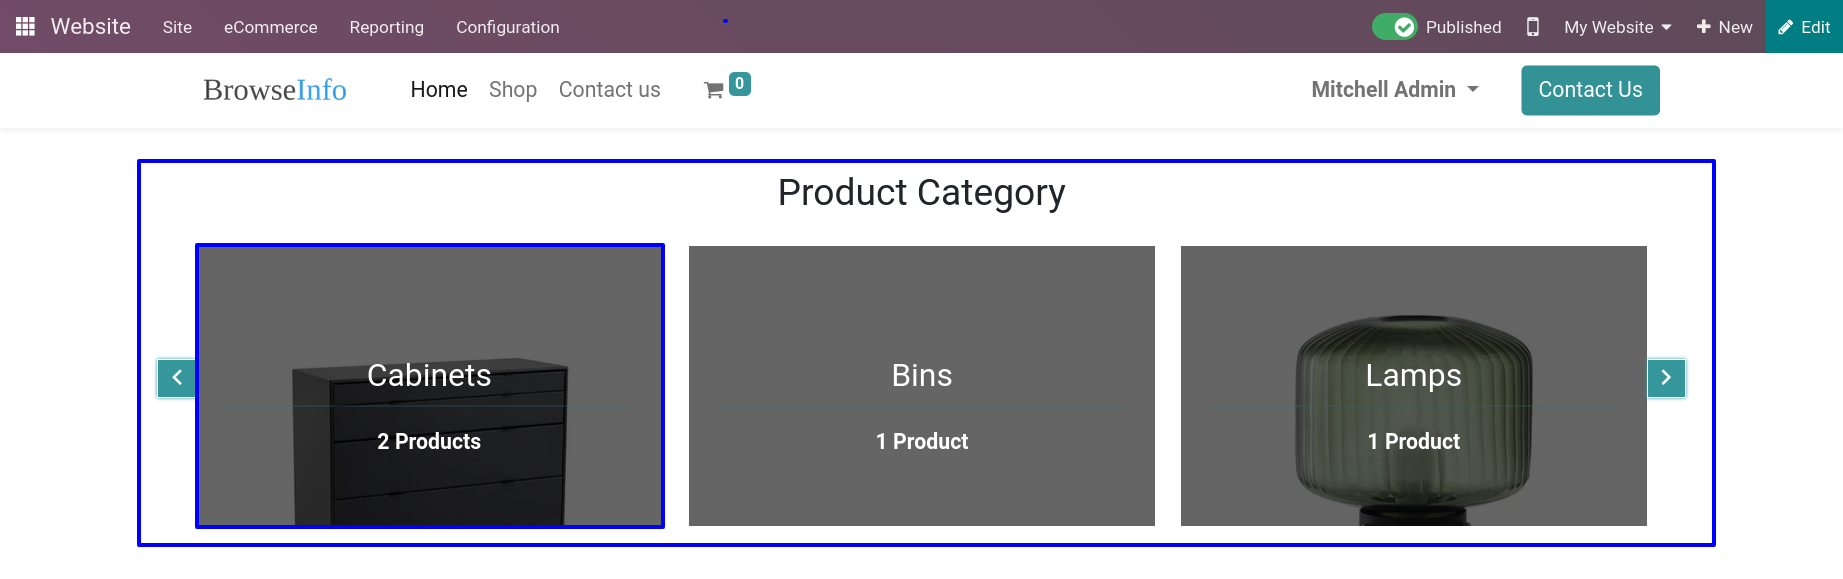 Website Site eCommerce Reporting Configuration Published My Website New Edit
BrowseInfo Home Shop Contact us 0 Mitchell Admin Contact Us
Product Category
Cabinets Bins Lamps
2 Products 1 Product 1 Product